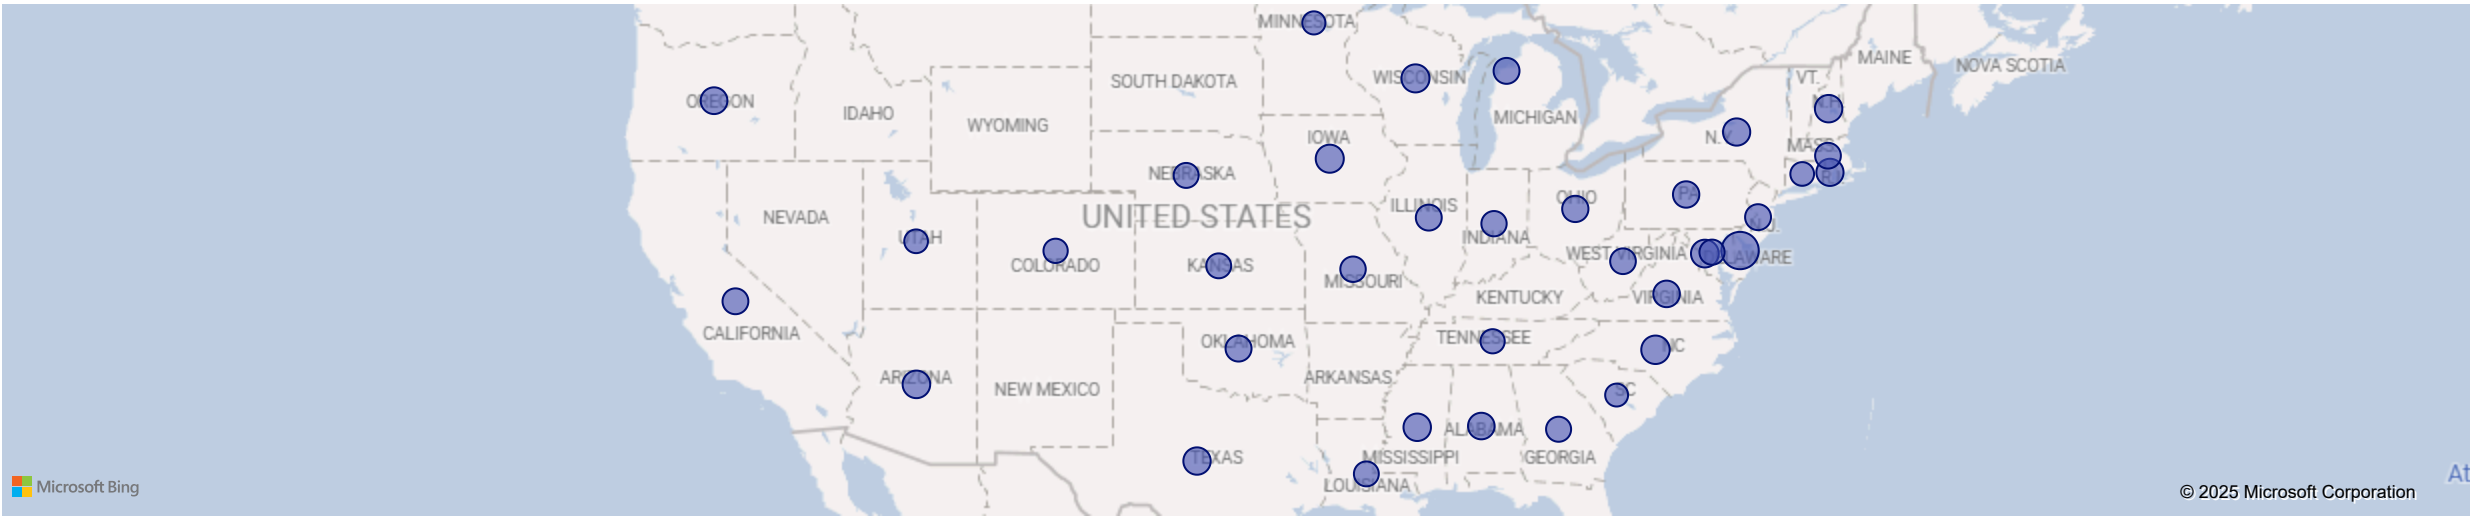 MINNESOTA
MAINE
NOVA SCOTIA
VT.
WISCONSIN
SOUTH DAKOTA
OREGON
N.H.
IDAHO
MICHIGAN
WYOMING
IOWA
N.Y.
MASS.
NEBRASKA
R.I.
PA
OHIO
ILLINOIS
NEVADA
UNITED STATES
N.J.
UTAH
INDIANA
WEST VIRGINIA
DELAWARE
COLORADO
KANSAS
MISSOURI
KENTUCKY
VIRGINIA
CALIFORNIA
TENNESSEE
OKLAHOMA
NC
ARIZONA
ARKANSAS
NEW MEXICO
SC
ALABAMA
TEXAS
MISSISSIPPI
GEORGIA
At
LOUISIANA
Microsoft Bing
© 2025 Microsoft Corporation